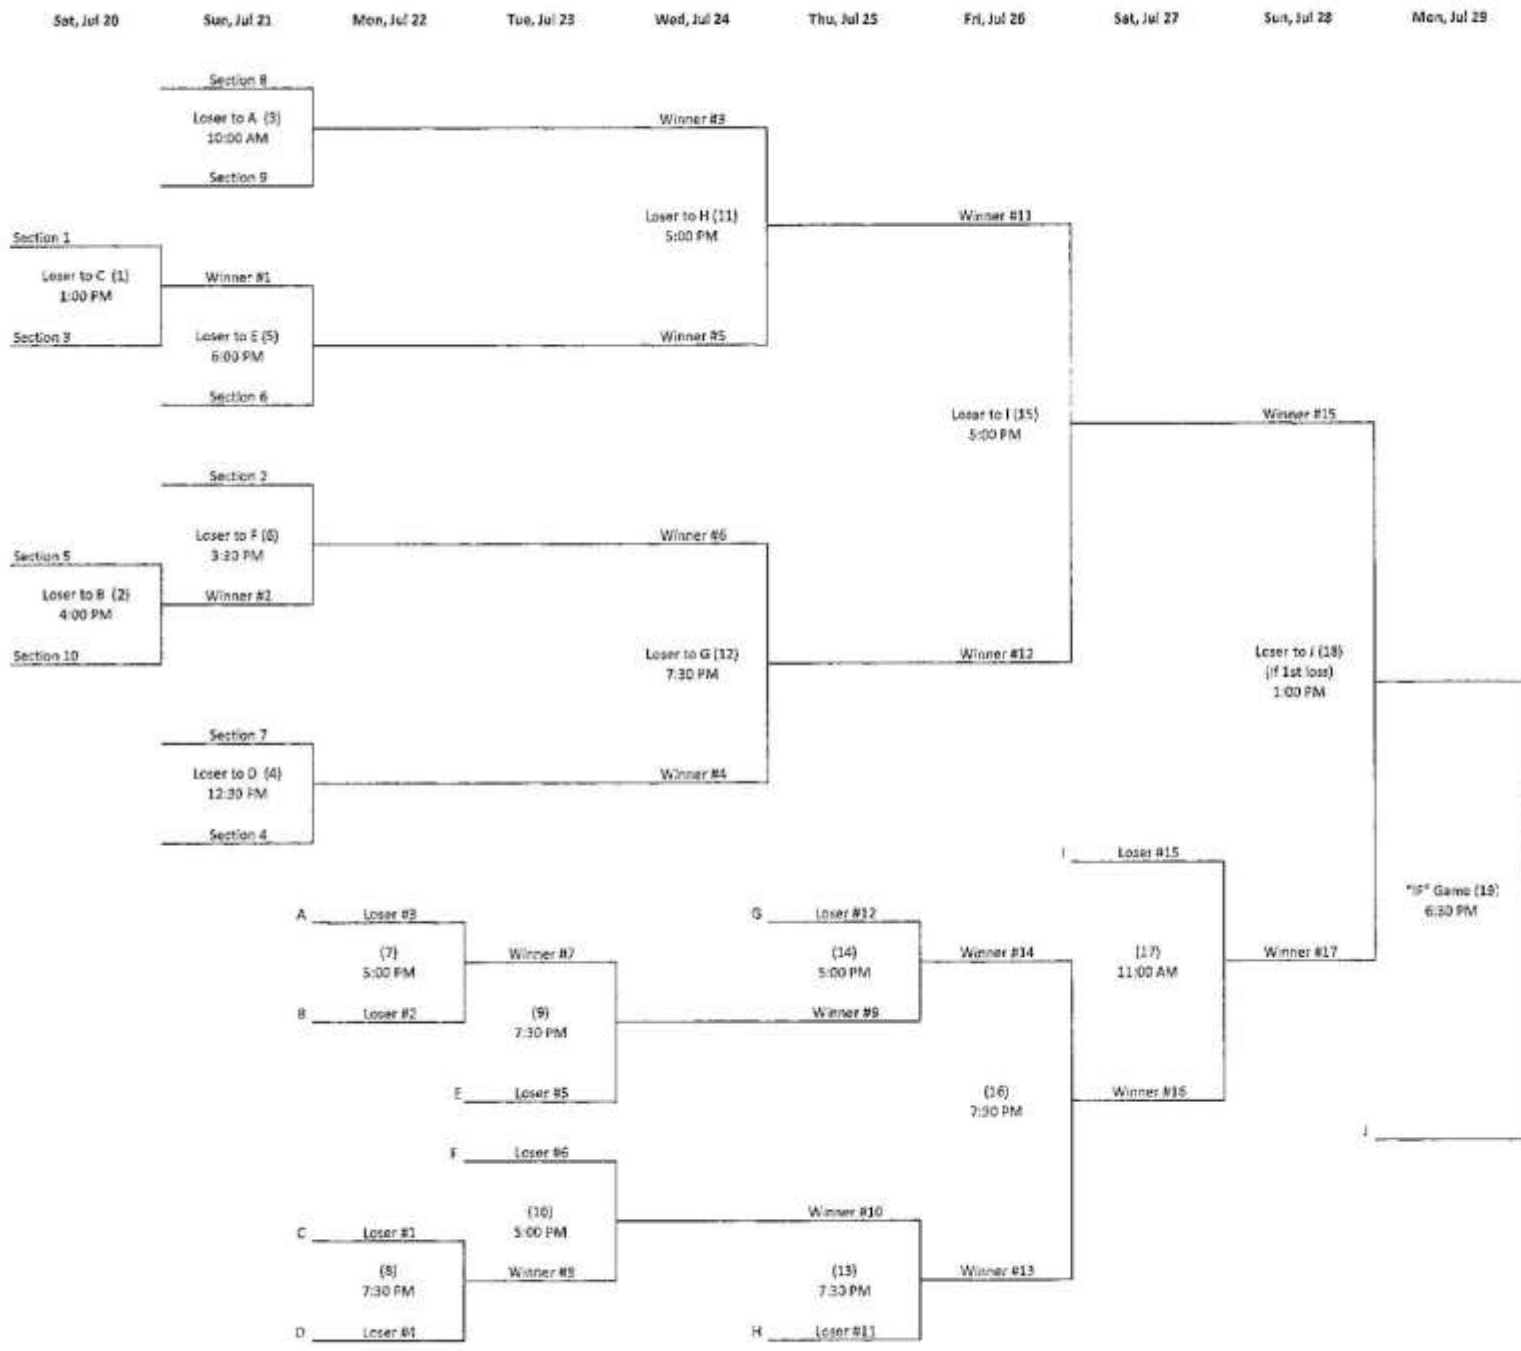 Sat, Jul 20 Sun, Jul 21 Mon, Jul 22 Tue, Jul 23 Wed, Jul 24 Thu, Jul 25 Fri, Jul 26 Sat, Jul 27 Sun, Jul 28 Mon, Jul 29
Section 8
Loser to A (3) Winner #3
10:00 AM
Section 9
Loser to H (11) Winner #11
5:00 PM
Section 1
Loser to C (1) Winner #1
1:00 PM
Section 3 Loser to E (5) Winner #5
6:00 PM
Section 6
Loser to I (15) Winner #15
5:00 PM
Section 2
Loser to F (6) Winner #6
3:30 PM
Section 5
Loser to B (2) Winner #2
4:00 PM
Section 10 Loser to G (12) Winner #12 Loser to J (18)
7:30 PM (if 1st loss)
1:00 PM
Section 7
Loser to D (4) Winner #4
12:30 PM
Section 4
I Loser #15
"IF" Game (19)
6:30 PM
A Loser #3 G Loser #12
(7) Winner #7 (14) Winner #14 (17) Winner #17
5:00 PM 5:00 PM 11:00 AM
B Loser #2 (9) Winner #9
7:30 PM
E Loser #5 (16) Winner #16
7:30 PM
J
F Loser #6
(10) Winner #10
5:00 PM
C Loser #1
(8) Winner #8 (13) Winner #13
7:30 PM 7:30 PM
D Loser #4 H Loser #11